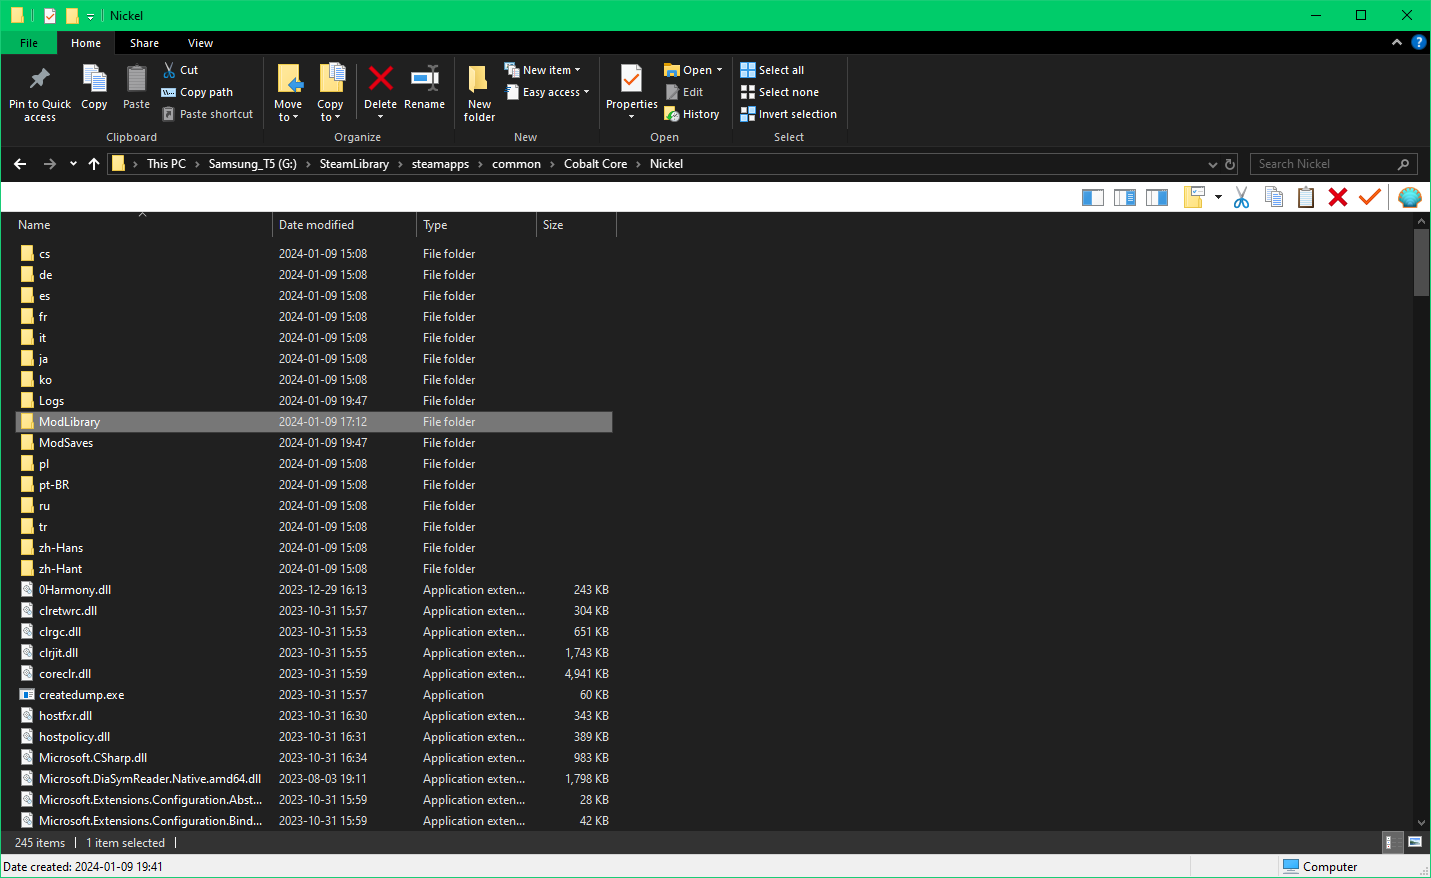 Nickel
File Home Share View
Pin to Quick access
Copy
Paste
Cut
Copy path
Paste shortcut
Clipboard
Move to
Copy to
Delete
Rename
Organize
New folder
New item
Easy access
New
Properties
Open
Edit
History
Open
Select all
Select none
Invert selection
Select
This PC › Samsung_T5 (G:) › SteamLibrary › steamapps › common › Cobalt Core › Nickel
Search Nickel
Name Date modified Type Size
cs 2024-01-09 15:08 File folder
de 2024-01-09 15:08 File folder
es 2024-01-09 15:08 File folder
fr 2024-01-09 15:08 File folder
it 2024-01-09 15:08 File folder
ja 2024-01-09 15:08 File folder
ko 2024-01-09 15:08 File folder
Logs 2024-01-09 19:47 File folder
ModLibrary 2024-01-09 17:12 File folder
ModSaves 2024-01-09 19:47 File folder
pl 2024-01-09 15:08 File folder
pt-BR 2024-01-09 15:08 File folder
ru 2024-01-09 15:08 File folder
tr 2024-01-09 15:08 File folder
zh-Hans 2024-01-09 15:08 File folder
zh-Hant 2024-01-09 15:08 File folder
0Harmony.dll 2023-12-29 16:13 Application exten... 243 KB
clretwrc.dll 2023-10-31 15:57 Application exten... 304 KB
clrgc.dll 2023-10-31 15:53 Application exten... 651 KB
clrjit.dll 2023-10-31 15:55 Application exten... 1,743 KB
coreclr.dll 2023-10-31 15:59 Application exten... 4,941 KB
createdump.exe 2023-10-31 15:57 Application 60 KB
hostfxr.dll 2023-10-31 16:30 Application exten... 343 KB
hostpolicy.dll 2023-10-31 16:31 Application exten... 389 KB
Microsoft.CSharp.dll 2023-10-31 16:34 Application exten... 983 KB
Microsoft.DiaSymReader.Native.amd64.dll 2023-08-03 19:11 Application exten... 1,798 KB
Microsoft.Extensions.Configuration.Abst... 2023-10-31 15:59 Application exten... 28 KB
Microsoft.Extensions.Configuration.Bind... 2023-10-31 15:59 Application exten... 42 KB
245 items 1 item selected
Date created: 2024-01-09 19:41
Computer